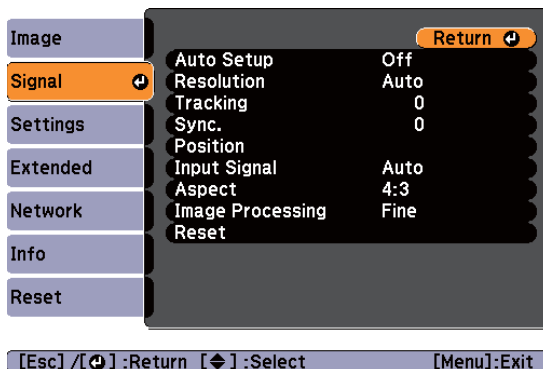 Image
Signal
Settings
Extended
Network
Info
Reset
Return
Auto Setup Off
Resolution Auto
Tracking 0
Sync. 0
Position
Input Signal Auto
Aspect 4:3
Image Processing Fine
Reset
[Esc] /[⏎] :Return [◆] :Select [Menu]:Exit